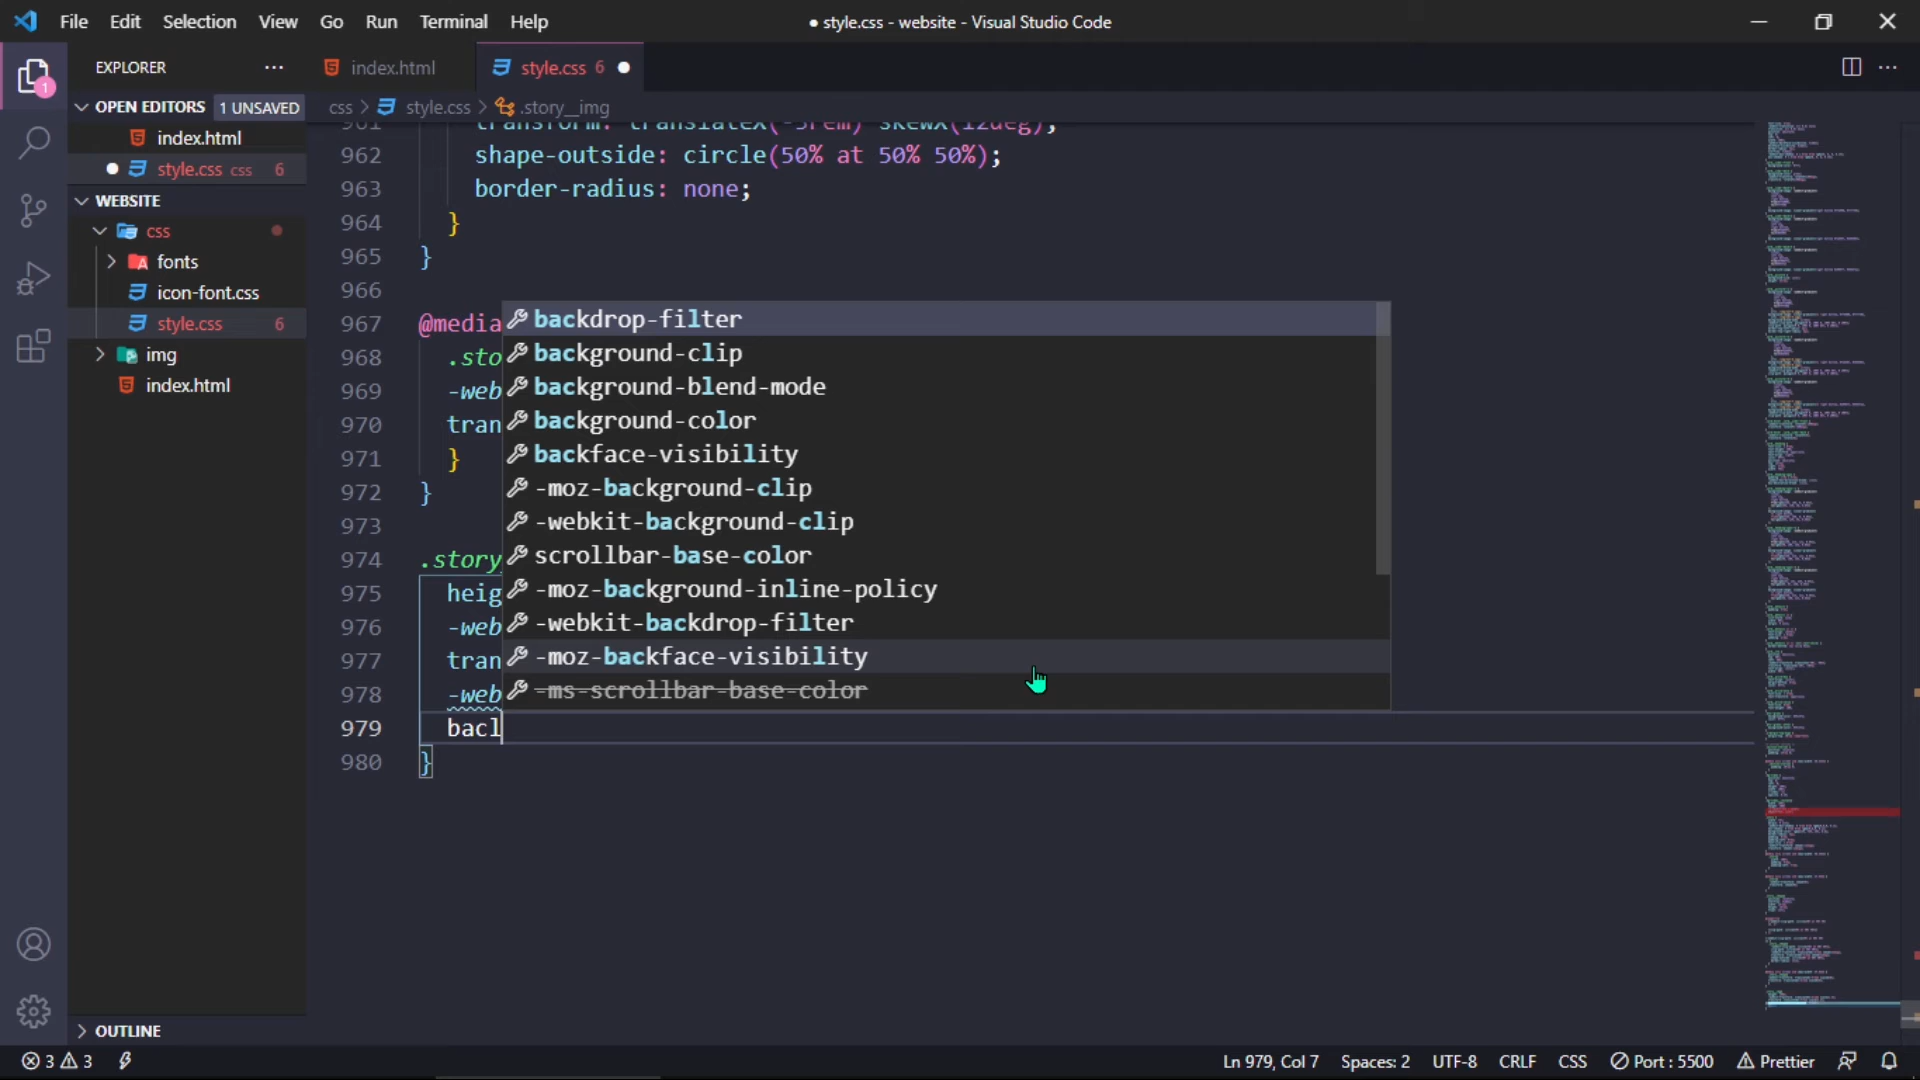 File Edit Selection View Go Run Terminal Help
● style.css - website - Visual Studio Code
EXPLORER
index.html
style.css 6
OPEN EDITORS 1 UNSAVED
index.html
style.css css 6
WEBSITE
css
fonts
icon-font.css
style.css 6
img
index.html
OUTLINE
css > style.css > .story__img
961 transform: translateX(-3rem) skewX(12deg);
962 shape-outside: circle(50% at 50% 50%);
963 border-radius: none;
964 }
965 }
966
967 @media
968 .sto
969 -web
970 tran
971 }
972 }
973
974 .story
975 heig
976 -web
977 tran
978 -web
979 bacl
980 }
backdrop-filter
background-clip
background-blend-mode
background-color
backface-visibility
-moz-background-clip
-webkit-background-clip
scrollbar-base-color
-moz-background-inline-policy
-webkit-backdrop-filter
-moz-backface-visibility
-ms-scrollbar-base-color
1
3 3
Ln 979, Col 7 Spaces: 2 UTF-8 CRLF CSS Port : 5500 Prettier